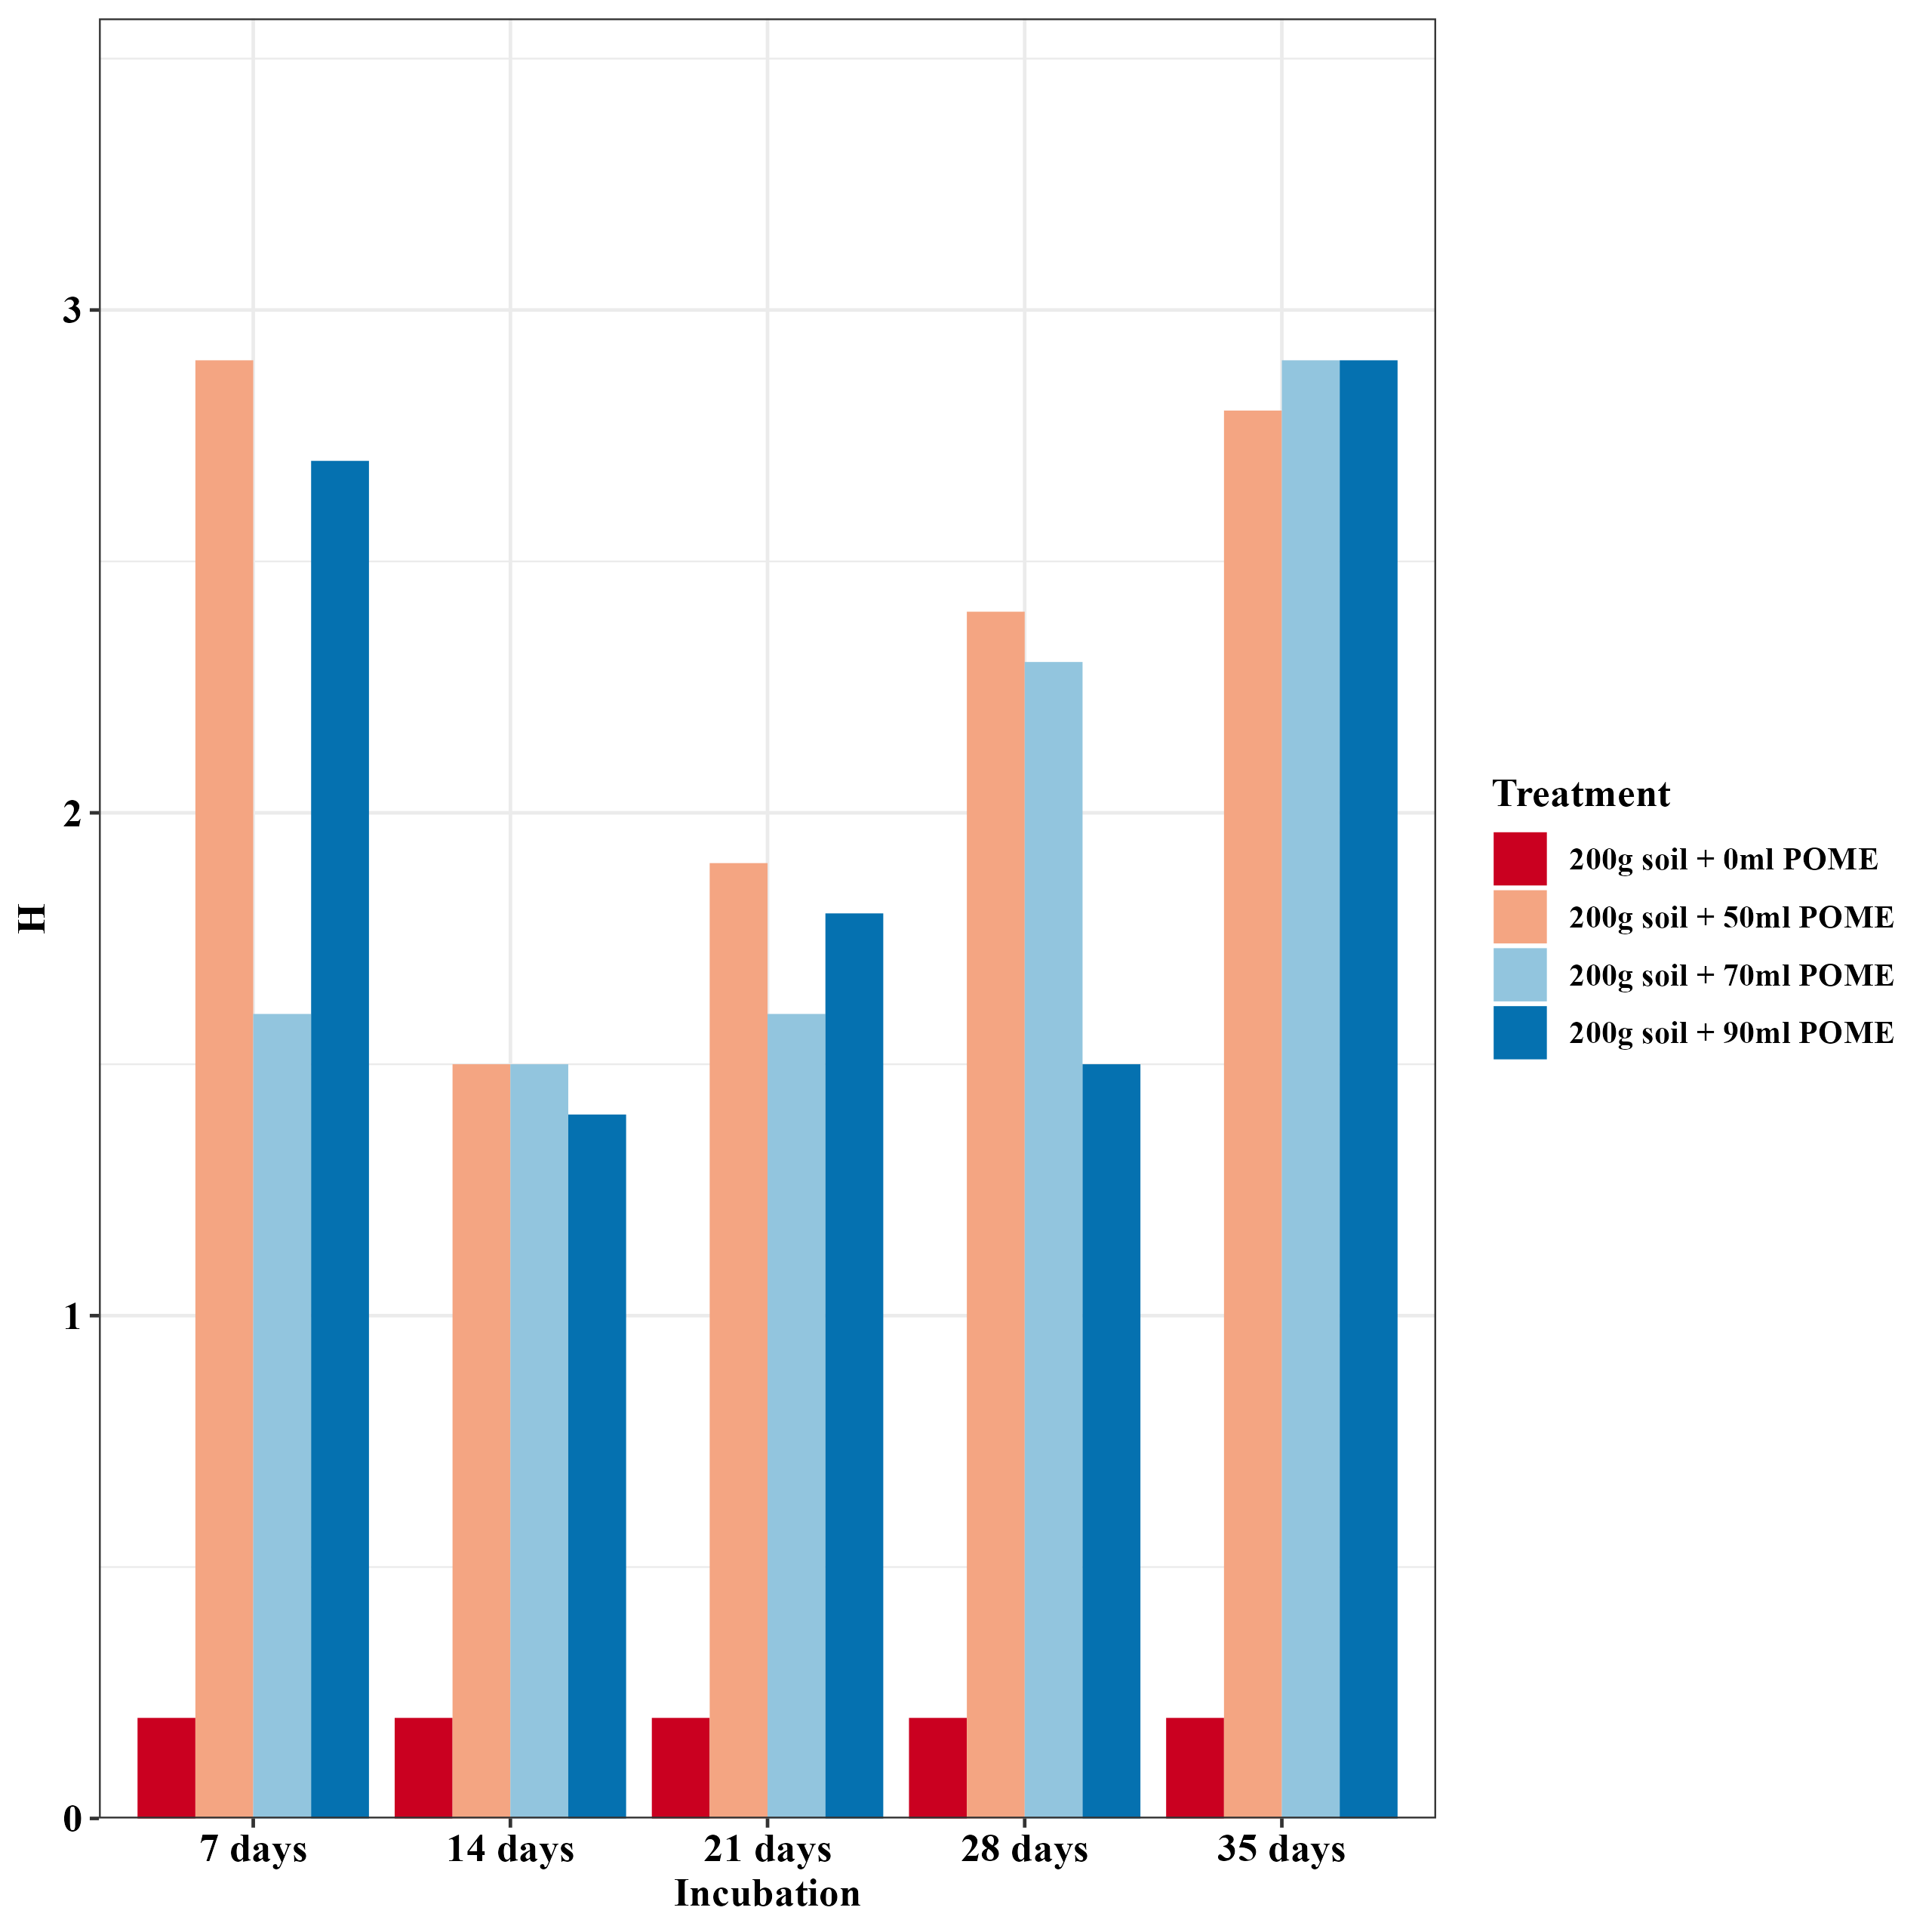 H
3
2
1
0
7 days
14 days
21 days
28 days
35 days
Incubation
Treatment
200g soil + 0ml POME
200g soil + 50ml POME
200g soil + 70ml POME
200g soil + 90ml POME